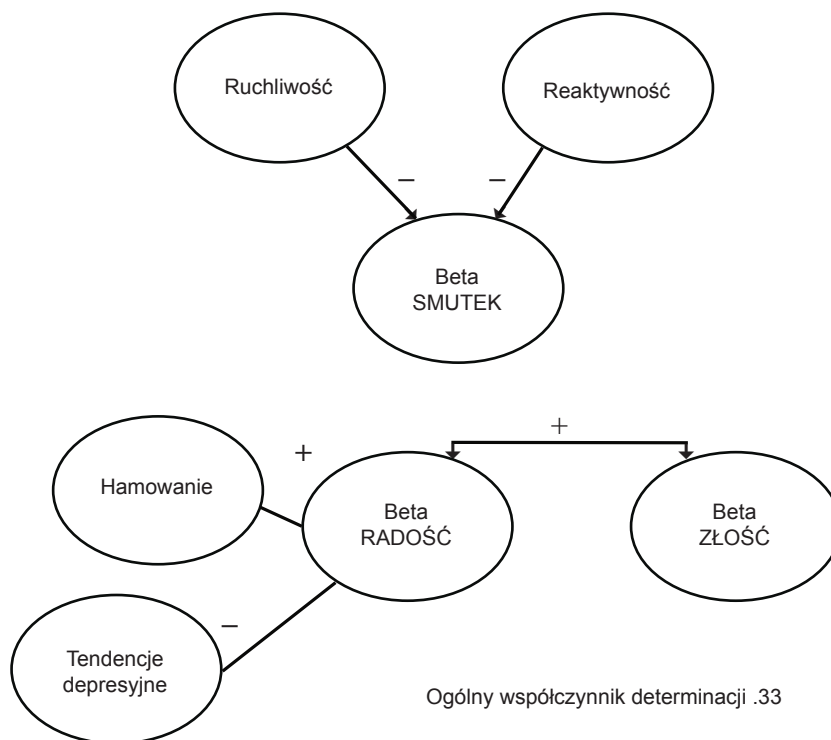 Ruchliwość
Reaktywność
−
−
Beta
SMUTEK
+
+
Hamowanie
Beta
RADOŚĆ
Beta
ZŁOŚĆ
−
Tendencje
depresyjne
Ogólny współczynnik determinacji .33